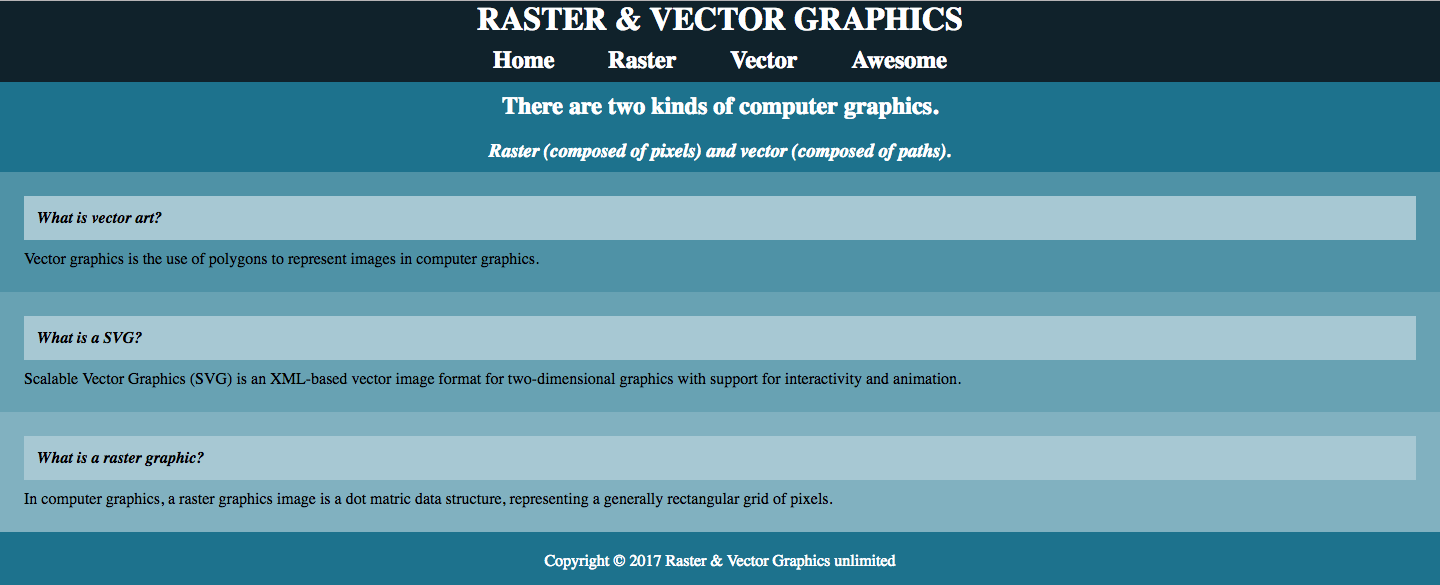 RASTER & VECTOR GRAPHICS
Home Raster Vector Awesome
There are two kinds of computer graphics.
Raster (composed of pixels) and vector (composed of paths).
What is vector art?
Vector graphics is the use of polygons to represent images in computer graphics.
What is a SVG?
Scalable Vector Graphics (SVG) is an XML-based vector image format for two-dimensional graphics with support for interactivity and animation.
What is a raster graphic?
In computer graphics, a raster graphics image is a dot matric data structure, representing a generally rectangular grid of pixels.
Copyright © 2017 Raster & Vector Graphics unlimited